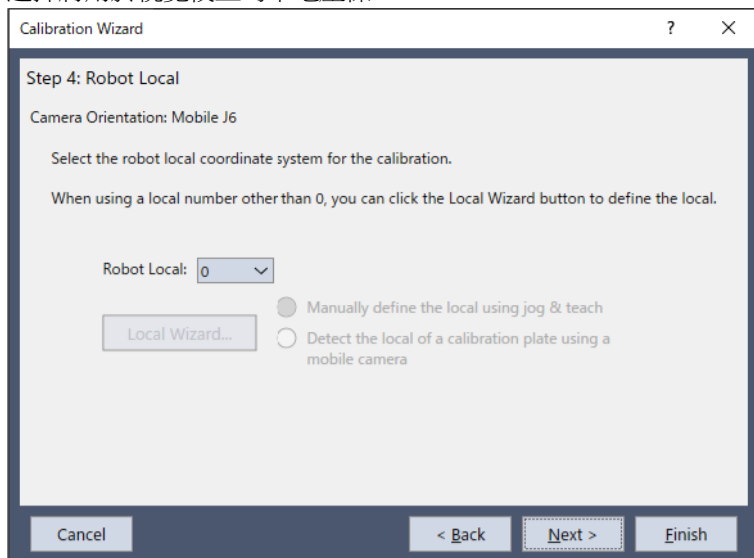 Calibration Wizard ? ×
Step 4: Robot Local
Camera Orientation: Mobile J6
Select the robot local coordinate system for the calibration.
When using a local number other than 0, you can click the Local Wizard button to define the local.
Robot Local: 0
Manually define the local using jog & teach
Local Wizard...
Detect the local of a calibration plate using a
mobile camera
Cancel < Back Next > Finish